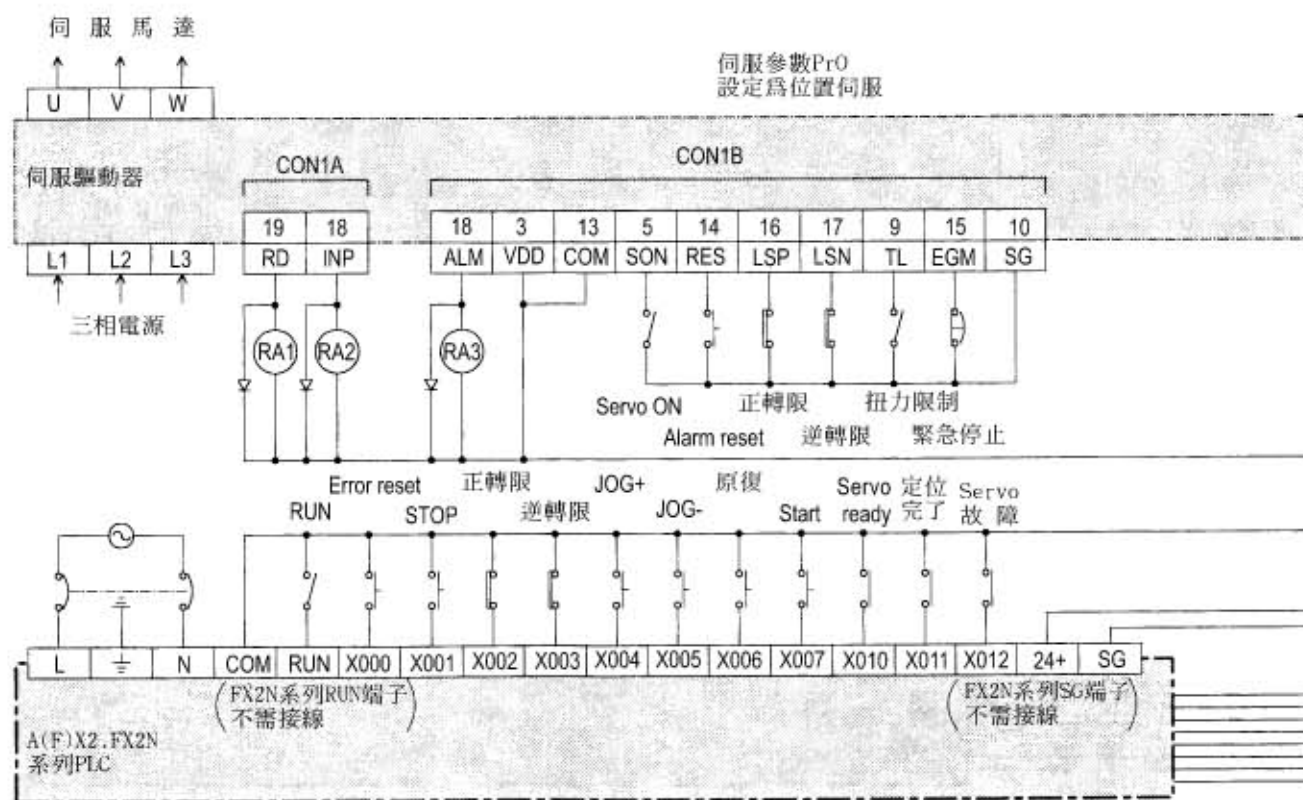 伺服馬達
U V W
伺服參數Pr0
設定爲位置伺服
伺服驅動器
CON1A
CON1B
19 18 18 3 13 5 14 16 17 9 15 10
L1 L2 L3 RD INP ALM VDD COM SON RES LSP LSN TL EGM SG
三相電源
RA1 RA2 RA3
Servo ON 正轉限 扭力限制
Alarm reset 逆轉限 緊急停止
Error reset 正轉限 JOG+ 原復 Servo ready 定位完了 Servo故障
RUN STOP 逆轉限 JOG- Start
L N COM RUN X000 X001 X002 X003 X004 X005 X006 X007 X010 X011 X012 24+ SG
(FX2N系列RUN端子
不需接線)
(FX2N系列SG端子
不需接線)
A(F)X2.FX2N
系列PLC